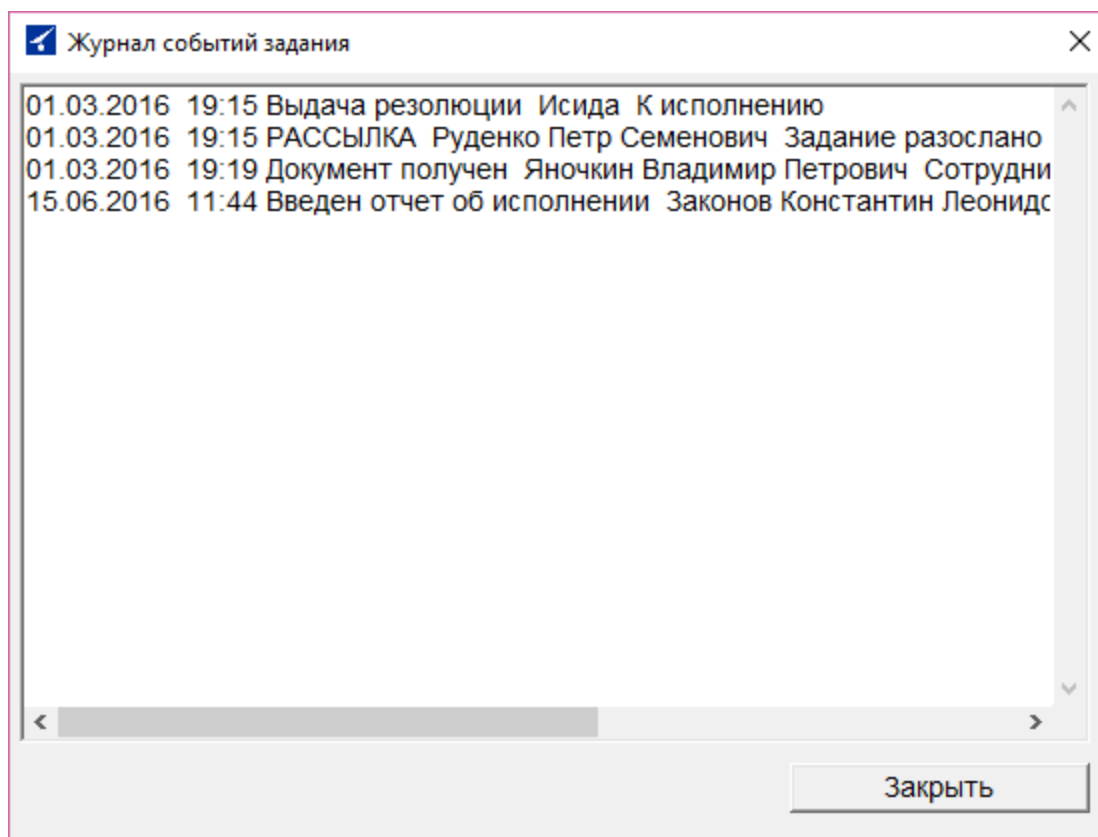 Журнал событий задания
01.03.2016 19:15 Выдача резолюции Исида К исполнению
01.03.2016 19:15 РАССЫЛКА Руденко Петр Семенович Задание разослано
01.03.2016 19:19 Документ получен Яночкин Владимир Петрович Сотрудни
15.06.2016 11:44 Введен отчет об исполнении Законов Константин Леонидо
Закрыть